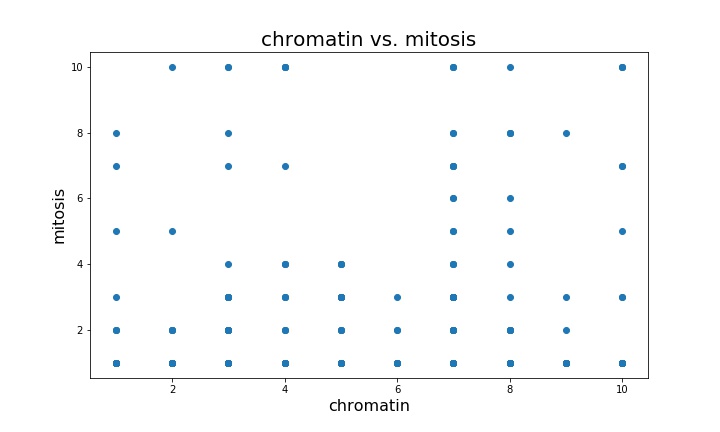 chromatin vs. mitosis
10
8
6
4
2
mitosis
2 4 6 8 10
chromatin